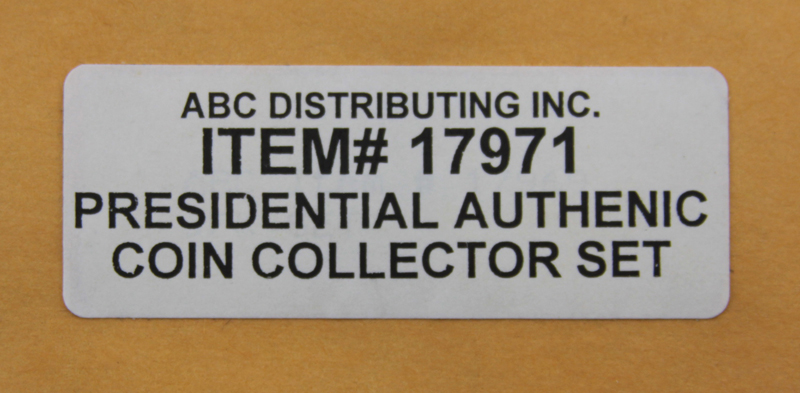 ABC DISTRIBUTING INC.
ITEM# 17971
PRESIDENTIAL AUTHENIC
COIN COLLECTOR SET